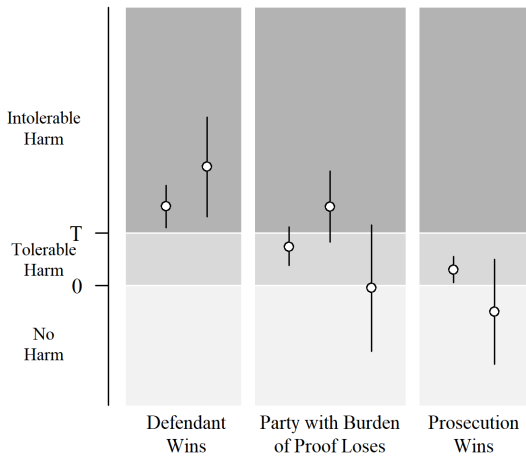 Intolerable
Harm
T
Tolerable
Harm
0
No
Harm
Defendant
Wins
Party with Burden
of Proof Loses
Prosecution
Wins